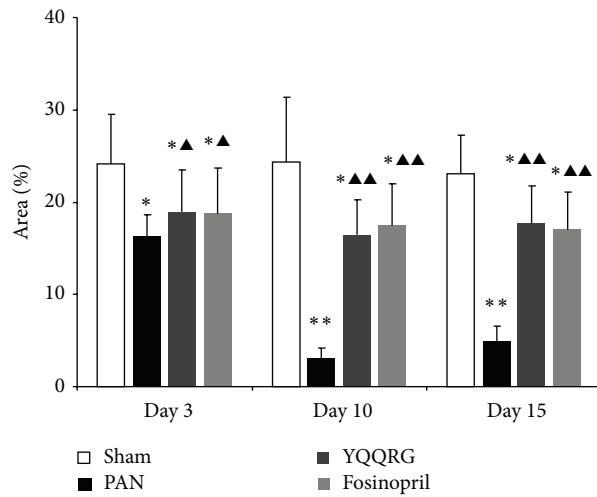 40
30
20
10
0
Area (%)
*
*▲
*▲
**
*▲▲
*▲▲
**
*▲▲
*▲▲
Day 3
Day 10
Day 15
Sham
PAN
YQQRG
Fosinopril